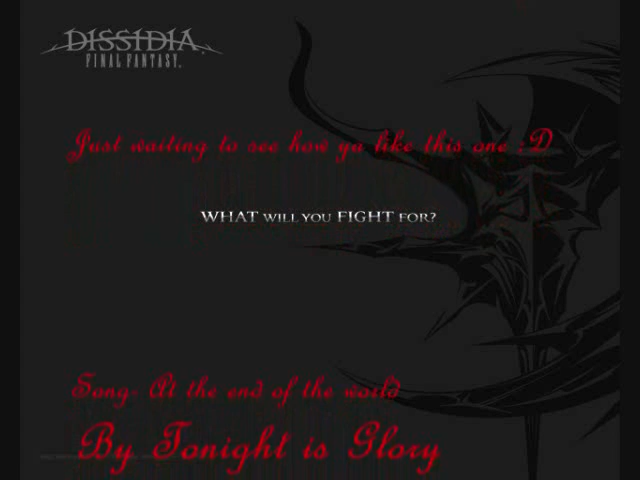 DISSIDIA
FINAL FANTASY
Just waiting to see how ya like this one :D
WHAT WILL YOU FIGHT FOR?
Song- At the end of the world
By Tonight is Glory